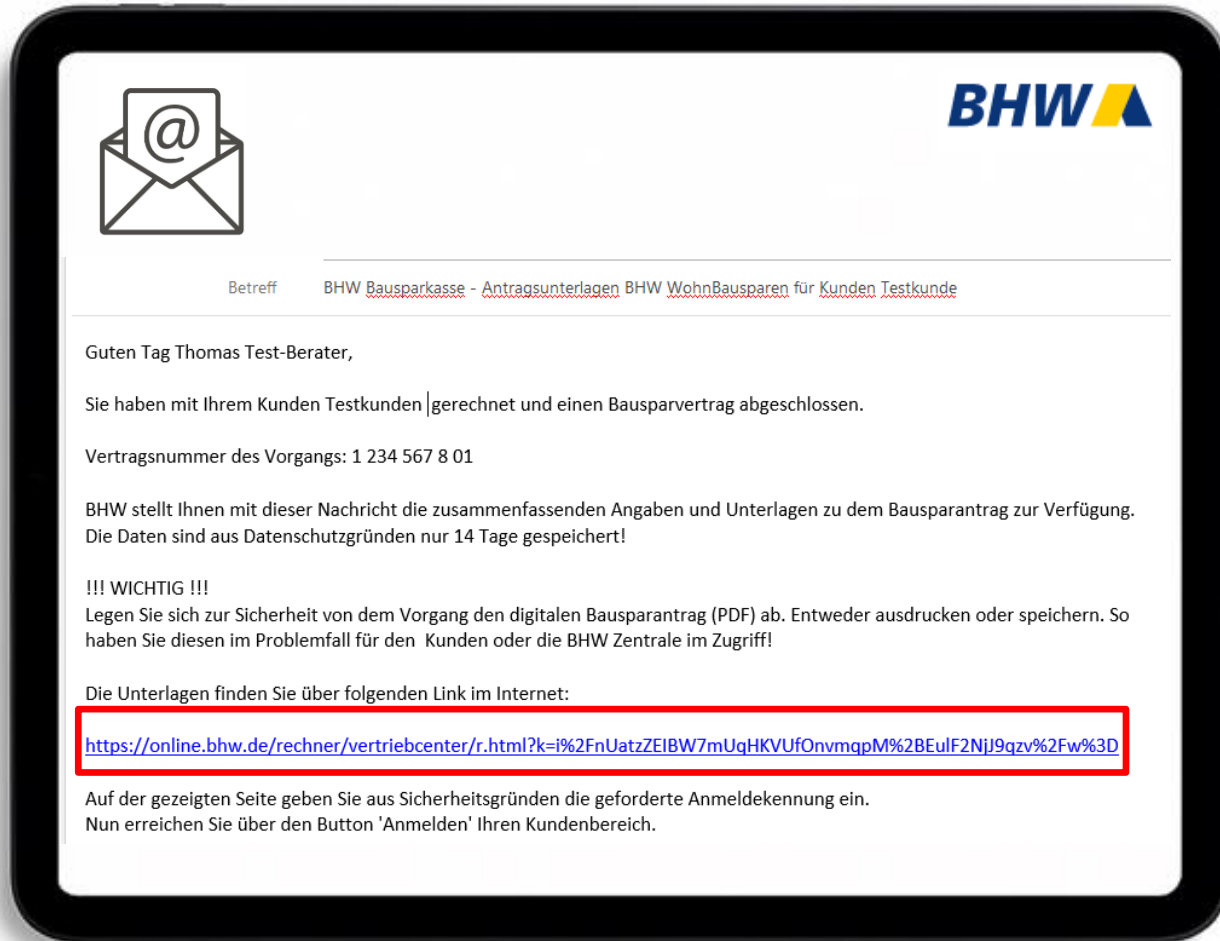 @
BHW
Betreff BHW Bausparkasse - Antragsunterlagen BHW WohnBausparen für Kunden Testkunde
Guten Tag Thomas Test-Berater,
Sie haben mit Ihrem Kunden Testkunden gerechnet und einen Bausparvertrag abgeschlossen.
Vertragsnummer des Vorgangs: 1 234 567 8 01
BHW stellt Ihnen mit dieser Nachricht die zusammenfassenden Angaben und Unterlagen zu dem Bausparantrag zur Verfügung.
Die Daten sind aus Datenschutzgründen nur 14 Tage gespeichert!
!!! WICHTIG !!!
Legen Sie sich zur Sicherheit von dem Vorgang den digitalen Bausparantrag (PDF) ab. Entweder ausdrucken oder speichern. So
haben Sie diesen im Problemfall für den Kunden oder die BHW Zentrale im Zugriff!
Die Unterlagen finden Sie über folgenden Link im Internet:
https://online.bhw.de/rechner/vertriebcenter/r.html?k=i%2FnUatzZEIBW7mUqHKVUfOnvmqpM%2BEulF2NjJ9qzv%2Fw%3D
Auf der gezeigten Seite geben Sie aus Sicherheitsgründen die geforderte Anmeldekennung ein.
Nun erreichen Sie über den Button 'Anmelden' Ihren Kundenbereich.